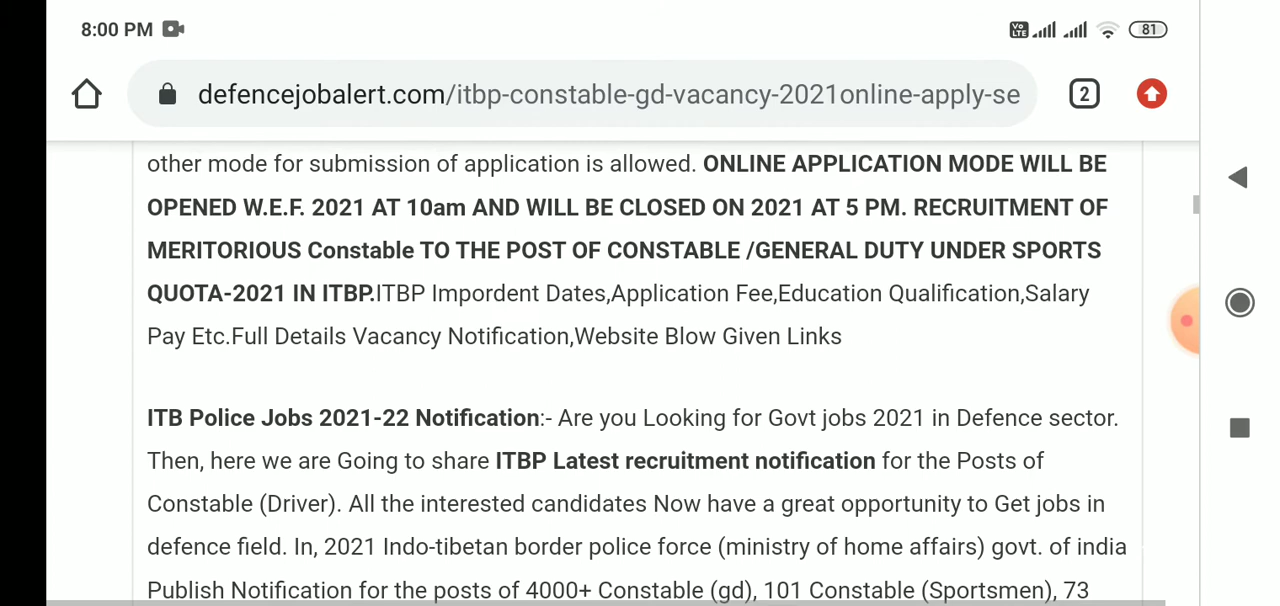 8:00 PM
Vo LTE
81
defencejobalert.com/itbp-constable-gd-vacancy-2021online-apply-se
2
other mode for submission of application is allowed. ONLINE APPLICATION MODE WILL BE
OPENED W.E.F. 2021 AT 10am AND WILL BE CLOSED ON 2021 AT 5 PM. RECRUITMENT OF
MERITORIOUS Constable TO THE POST OF CONSTABLE /GENERAL DUTY UNDER SPORTS
QUOTA-2021 IN ITBP.ITBP Impordent Dates,Application Fee,Education Qualification,Salary
Pay Etc.Full Details Vacancy Notification,Website Blow Given Links
ITB Police Jobs 2021-22 Notification:- Are you Looking for Govt jobs 2021 in Defence sector.
Then, here we are Going to share ITBP Latest recruitment notification for the Posts of
Constable (Driver). All the interested candidates Now have a great opportunity to Get jobs in
defence field. In, 2021 Indo-tibetan border police force (ministry of home affairs) govt. of india
Publish Notification for the posts of 4000+ Constable (gd), 101 Constable (Sportsmen), 73